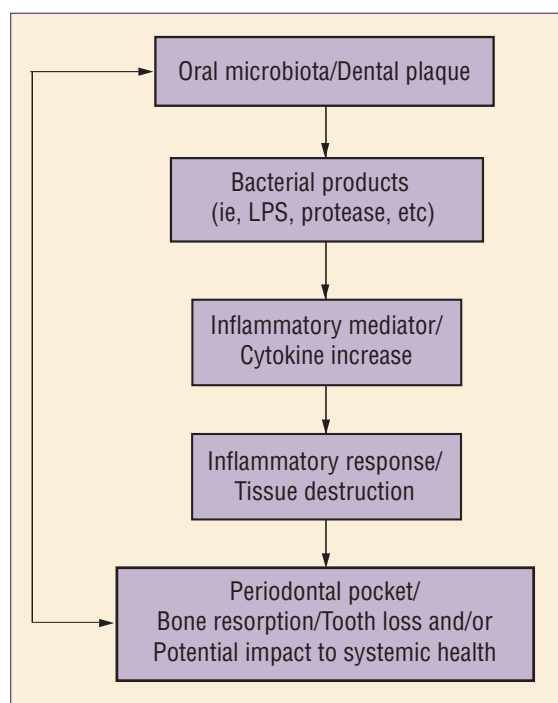 Oral microbiota/Dental plaque
Bacterial products
(ie, LPS, protease, etc)
Inflammatory mediator/
Cytokine increase
Inflammatory response/
Tissue destruction
Periodontal pocket/
Bone resorption/Tooth loss and/or
Potential impact to systemic health